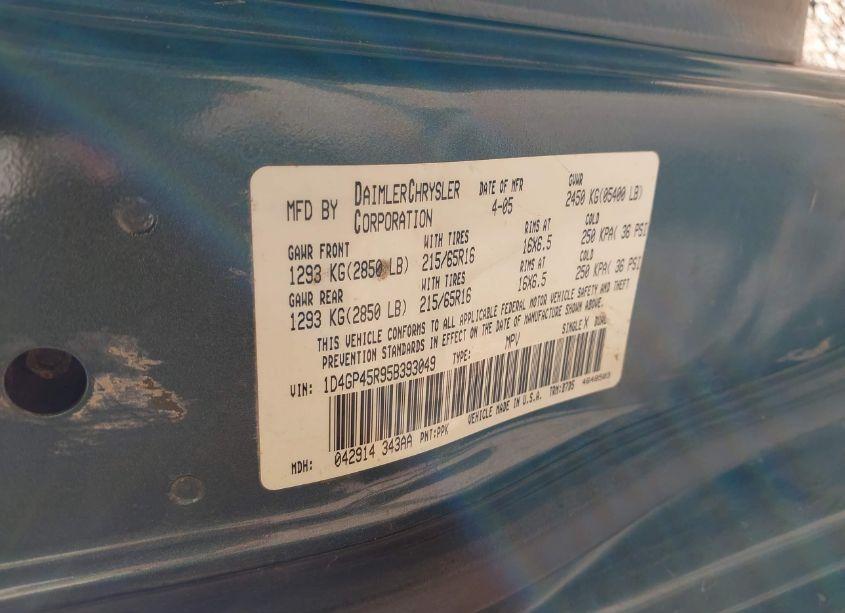 MFD BY DAIMLERCHRYSLER CORPORATION DATE OF MFR 4-05 GVWR 2450 KG(05400 LB)
GAWR FRONT WITH TIRES RIMS AT COLD
1293 KG(2850 LB) 215/65R16 16X6.5 250 KPA( 36 PSI
GAWR REAR WITH TIRES RIMS AT COLD
1293 KG(2850 LB) 215/65R16 16X6.5 250 KPA( 36 PSI
THIS VEHICLE CONFORMS TO ALL APPLICABLE FEDERAL MOTOR VEHICLE SAFETY AND THEFT
PREVENTION STANDARDS IN EFFECT ON THE DATE OF MANUFACTURE SHOWN ABOVE.
VIN: 1D4GP45R95B393049 TYPE: MPV SINGLE X DUAL
VEHICLE MADE IN U.S.A.
MDH: 042914 343AA PNT:PPK